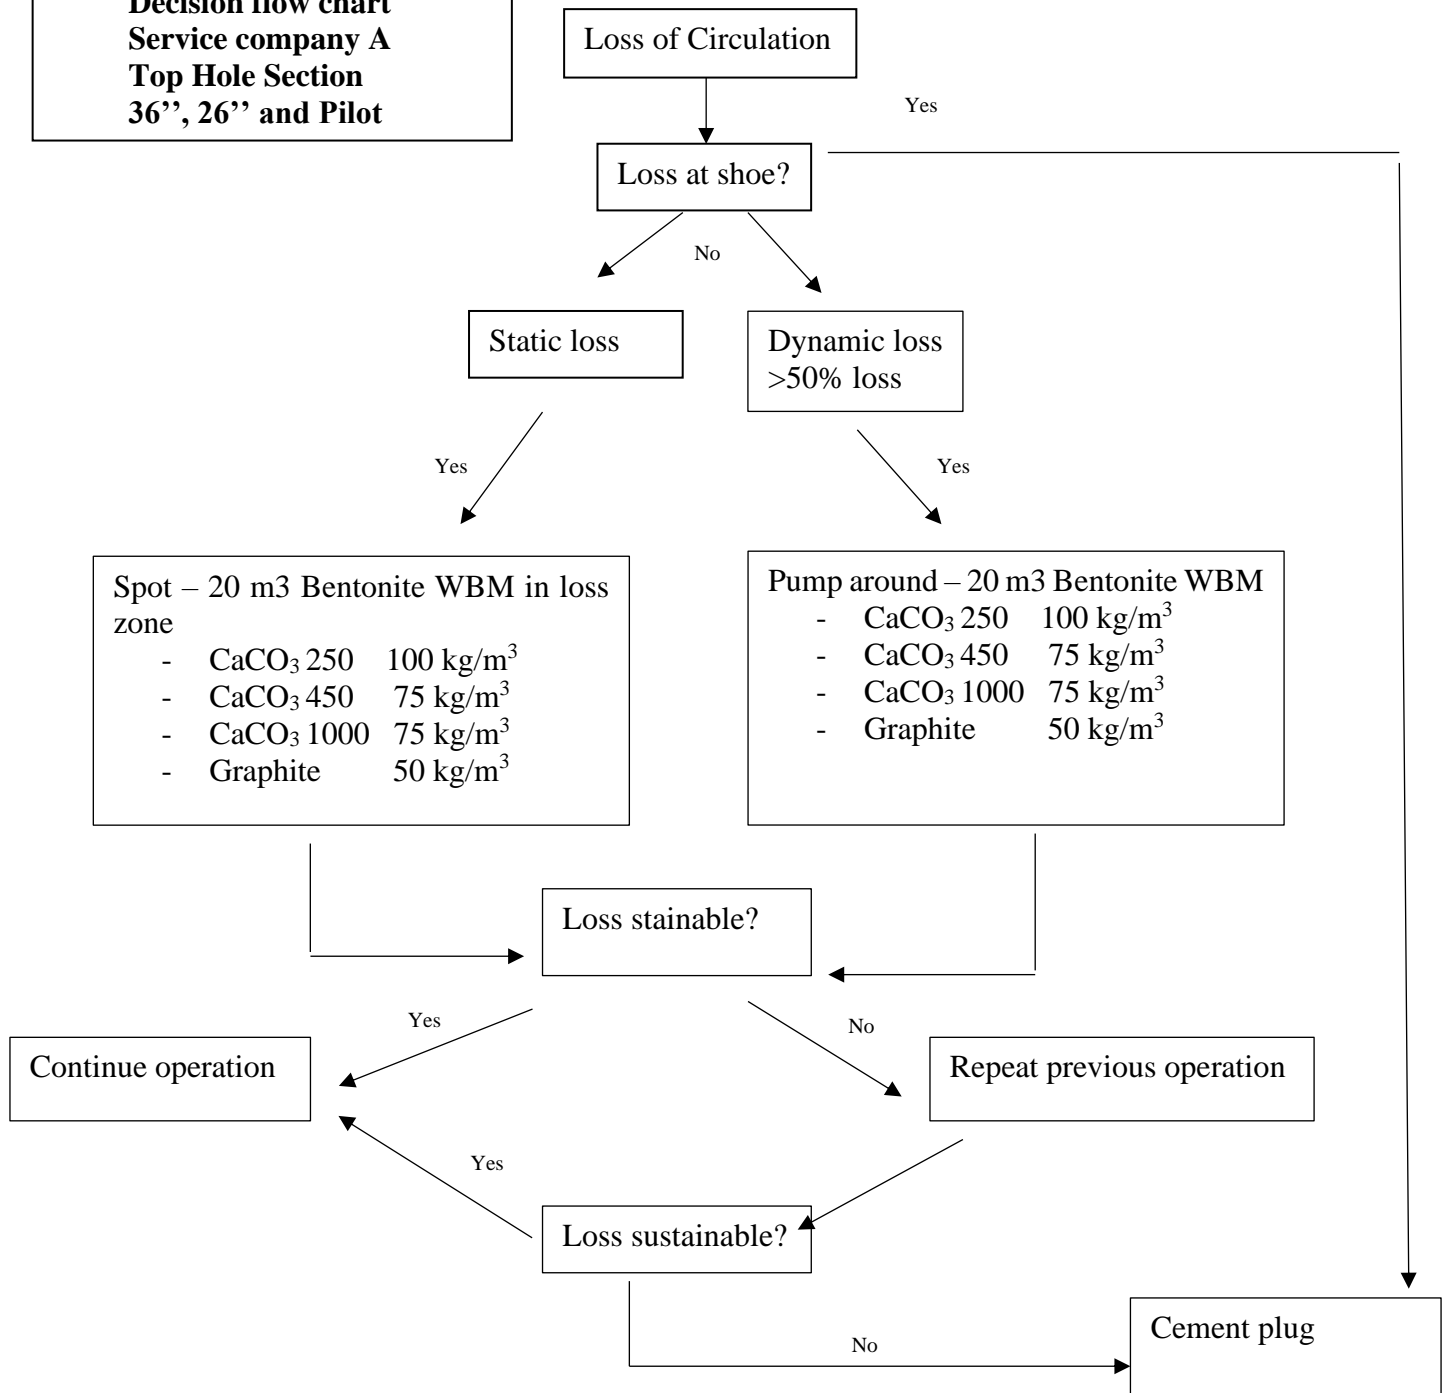 Decision flow chart
Service company A
Top Hole Section
36’’, 26’’ and Pilot
Loss of Circulation
Yes
Loss at shoe?
No
Static loss
Dynamic loss
>50% loss
Yes
Yes
Spot – 20 m3 Bentonite WBM in loss
zone
- CaCO₃ 250 100 kg/m³
- CaCO₃ 450 75 kg/m³
- CaCO₃ 1000 75 kg/m³
- Graphite 50 kg/m³
Pump around – 20 m3 Bentonite WBM
- CaCO₃ 250 100 kg/m³
- CaCO₃ 450 75 kg/m³
- CaCO₃ 1000 75 kg/m³
- Graphite 50 kg/m³
Loss stainable?
Yes
No
Continue operation
Repeat previous operation
Yes
Loss sustainable?
No
Cement plug